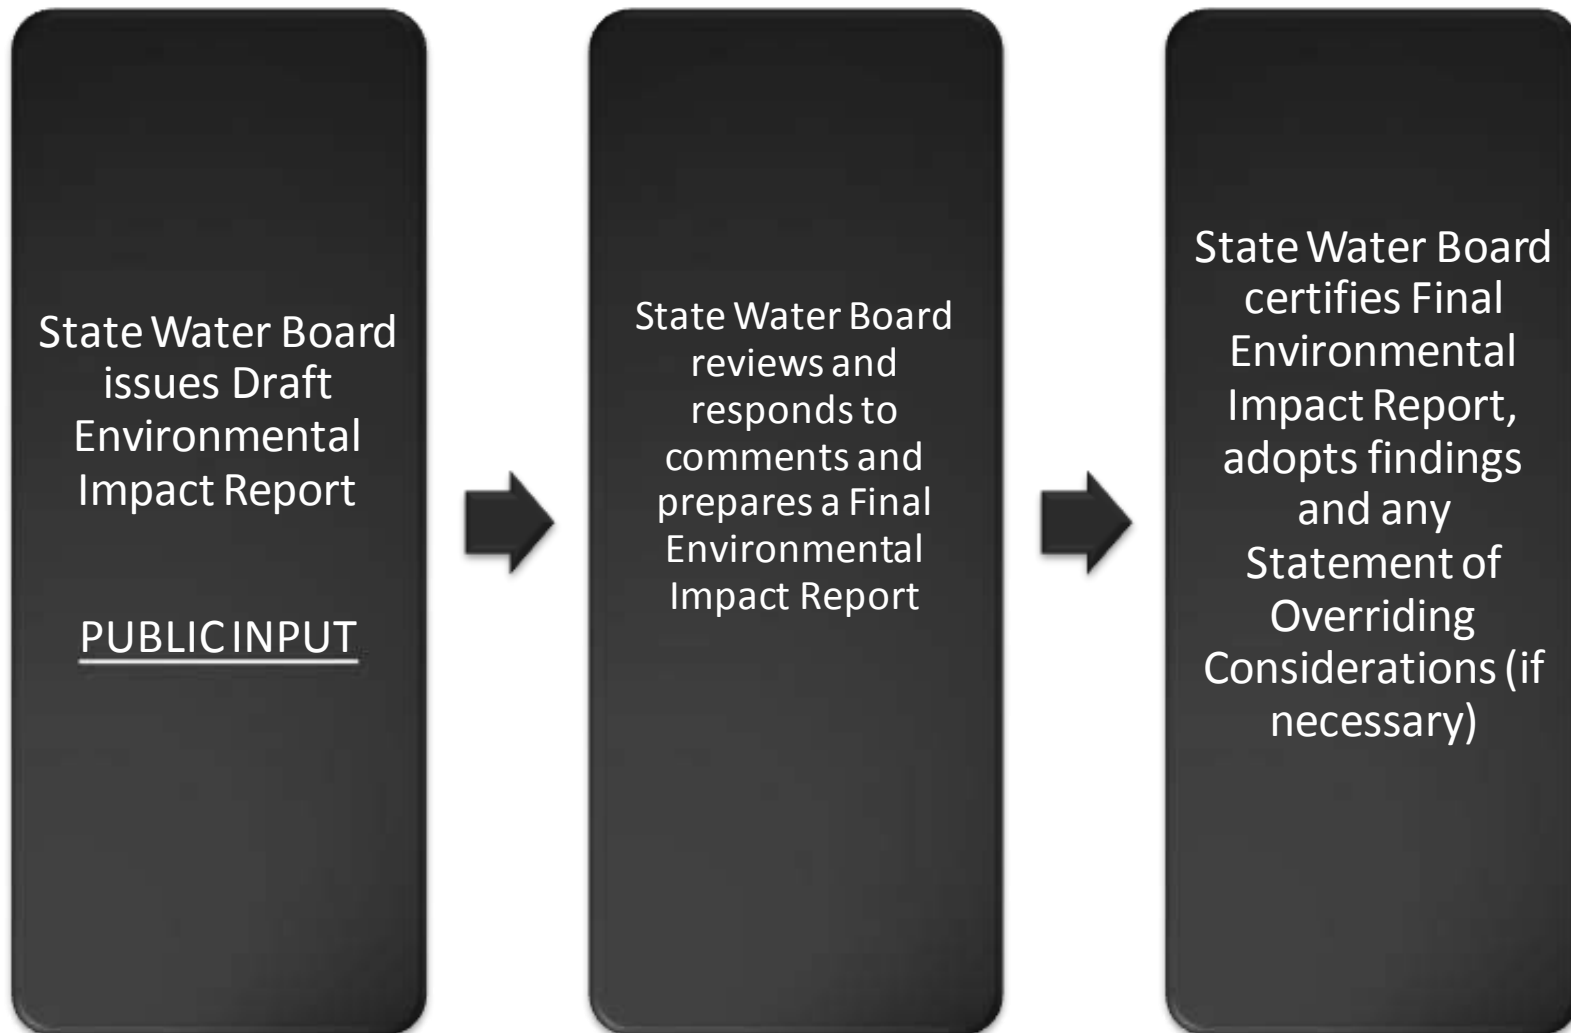 State Water Board
issues Draft
Environmental
Impact Report
PUBLIC INPUT
State Water Board
reviews and
responds to
comments and
prepares a Final
Environmental
Impact Report
State Water Board
certifies Final
Environmental
Impact Report,
adopts findings
and any
Statement of
Overriding
Considerations (if
necessary)